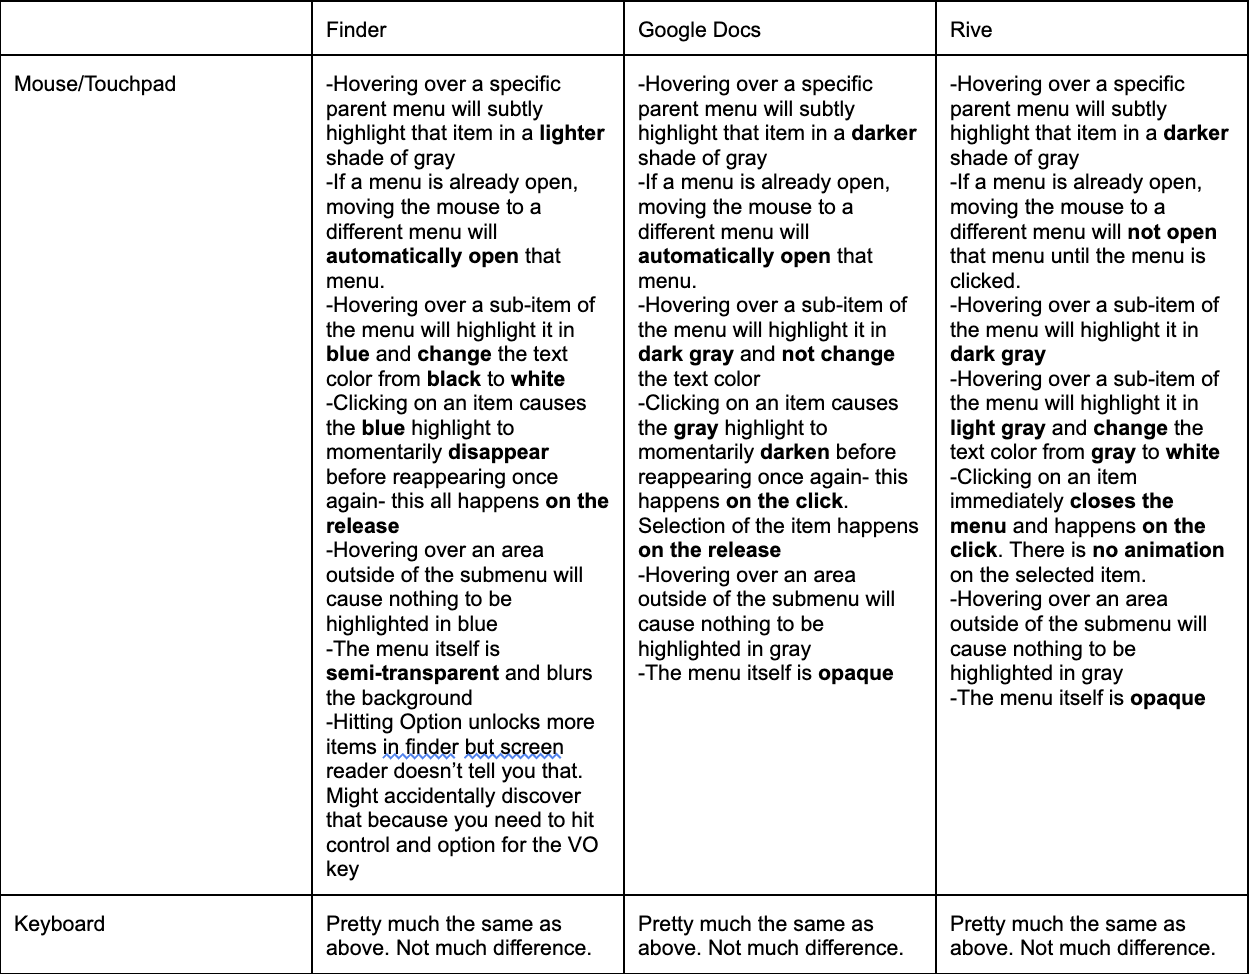 Finder
Google Docs
Rive
Mouse/Touchpad
-Hovering over a specific
parent menu will subtly
highlight that item in a lighter
shade of gray
-If a menu is already open,
moving the mouse to a
different menu will
automatically open that
menu.
-Hovering over a sub-item of
the menu will highlight it in
blue and change the text
color from black to white
-Clicking on an item causes
the blue highlight to
momentarily disappear
before reappearing once
again- this all happens on the
release
-Hovering over an area
outside of the submenu will
cause nothing to be
highlighted in blue
-The menu itself is
semi-transparent and blurs
the background
-Hitting Option unlocks more
items in finder but screen
reader doesn’t tell you that.
Might accidentally discover
that because you need to hit
control and option for the VO
key
-Hovering over a specific
parent menu will subtly
highlight that item in a darker
shade of gray
-If a menu is already open,
moving the mouse to a
different menu will
automatically open that
menu.
-Hovering over a sub-item of
the menu will highlight it in
dark gray and not change
the text color
-Clicking on an item causes
the gray highlight to
momentarily darken before
reappearing once again- this
happens on the click.
Selection of the item happens
on the release
-Hovering over an area
outside of the submenu will
cause nothing to be
highlighted in gray
-The menu itself is opaque
-Hovering over a specific
parent menu will subtly
highlight that item in a darker
shade of gray
-If a menu is already open,
moving the mouse to a
different menu will not open
that menu until the menu is
clicked.
-Hovering over a sub-item of
the menu will highlight it in
dark gray
-Hovering over a sub-item of
the menu will highlight it in
light gray and change the
text color from gray to white
-Clicking on an item
immediately closes the
menu and happens on the
click. There is no animation
on the selected item.
-Hovering over an area
outside of the submenu will
cause nothing to be
highlighted in gray
-The menu itself is opaque
Keyboard
Pretty much the same as
above. Not much difference.
Pretty much the same as
above. Not much difference.
Pretty much the same as
above. Not much difference.